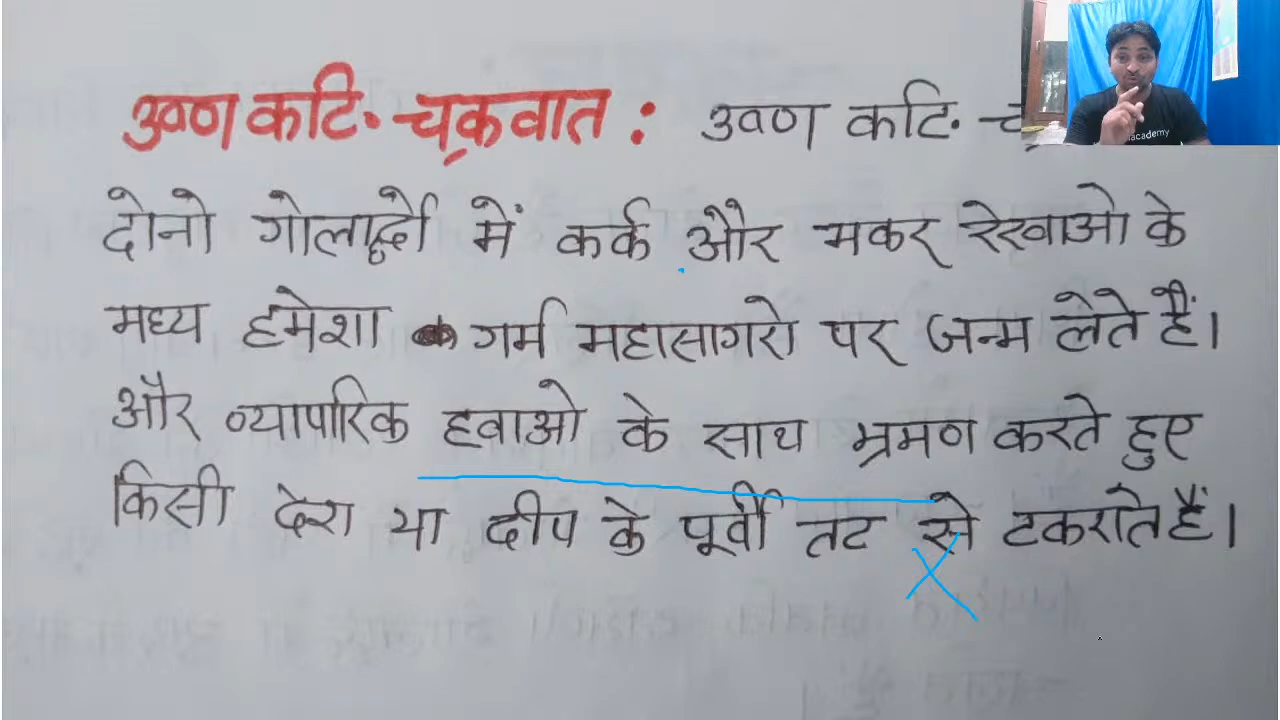 उष्ण कटि. चक्रवात : उष्ण कटि.
academy
दोनो गोलार्द्धो में कर्क और मकर रेखाओ के
मध्य हमेशा गर्म महासागरो पर जन्म लेते हैं।
और व्यापारिक हवाओ के साथ भ्रमण करते हुए
किसी देश या दीप के पूर्वी तट से टकराते हैं।